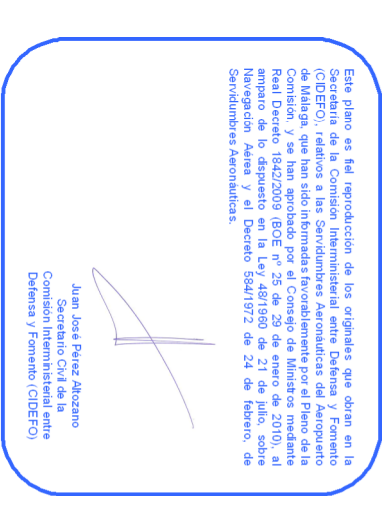 Este plano es fiel reproducción de los originales que obran en la
Secretaria de la Comisión Interministerial entre Defensa y Fomento
(CIDEFO), relativos a las Servidumbres Aeronáuticas del Aeropuerto
de Málaga, que han sido informadas favorablemente por el Pleno de la
Comisión, y se han aprobado por el Consejo de Ministros mediante
Real Decreto 1842/2009 (BOE nº 25 de 29 de enero de 2010), al
amparo de lo dispuesto en la Ley 48/1960 de 21 de julio, sobre
Navegación Aérea y el Decreto 584/1972 de 24 de febrero, de
Servidumbres Aeronáuticas.
Juan José Pérez Altozano
Secretario Civil de la
Comisión Interministerial entre
Defensa y Fomento (CIDEFO)